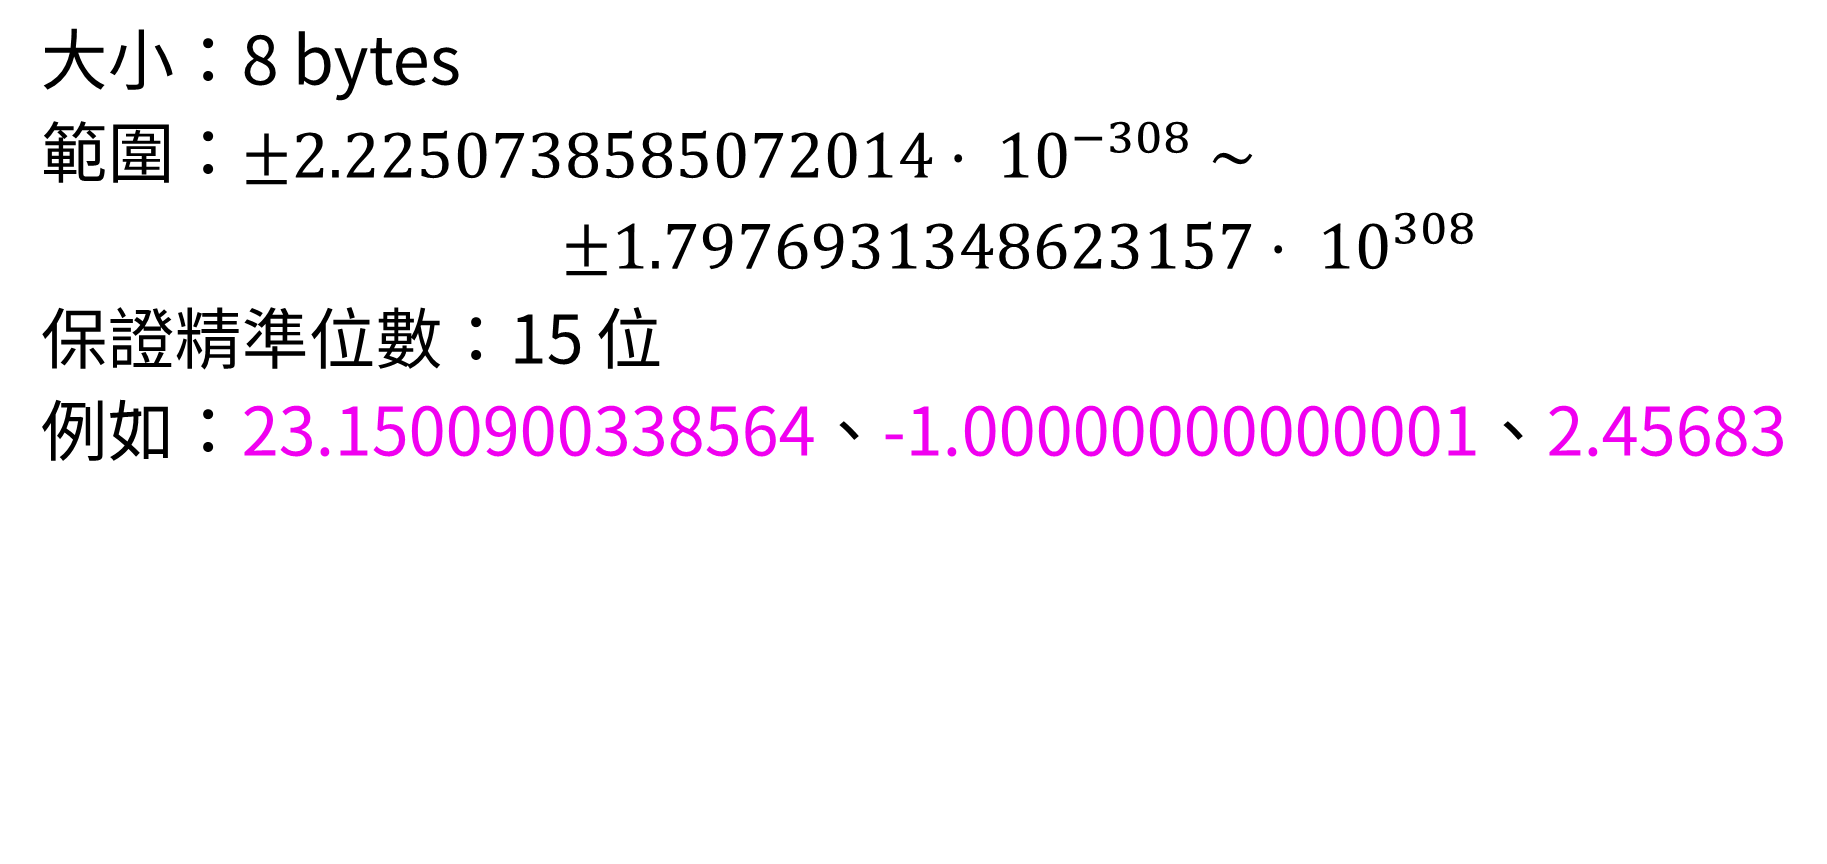 大小：8 bytes
範圍：±2.2250738585072014 · 10⁻³⁰⁸ ~
±1.7976931348623157 · 10³⁰⁸
保證精準位數：15 位
例如：23.1500900338564、-1.00000000000001、2.45683